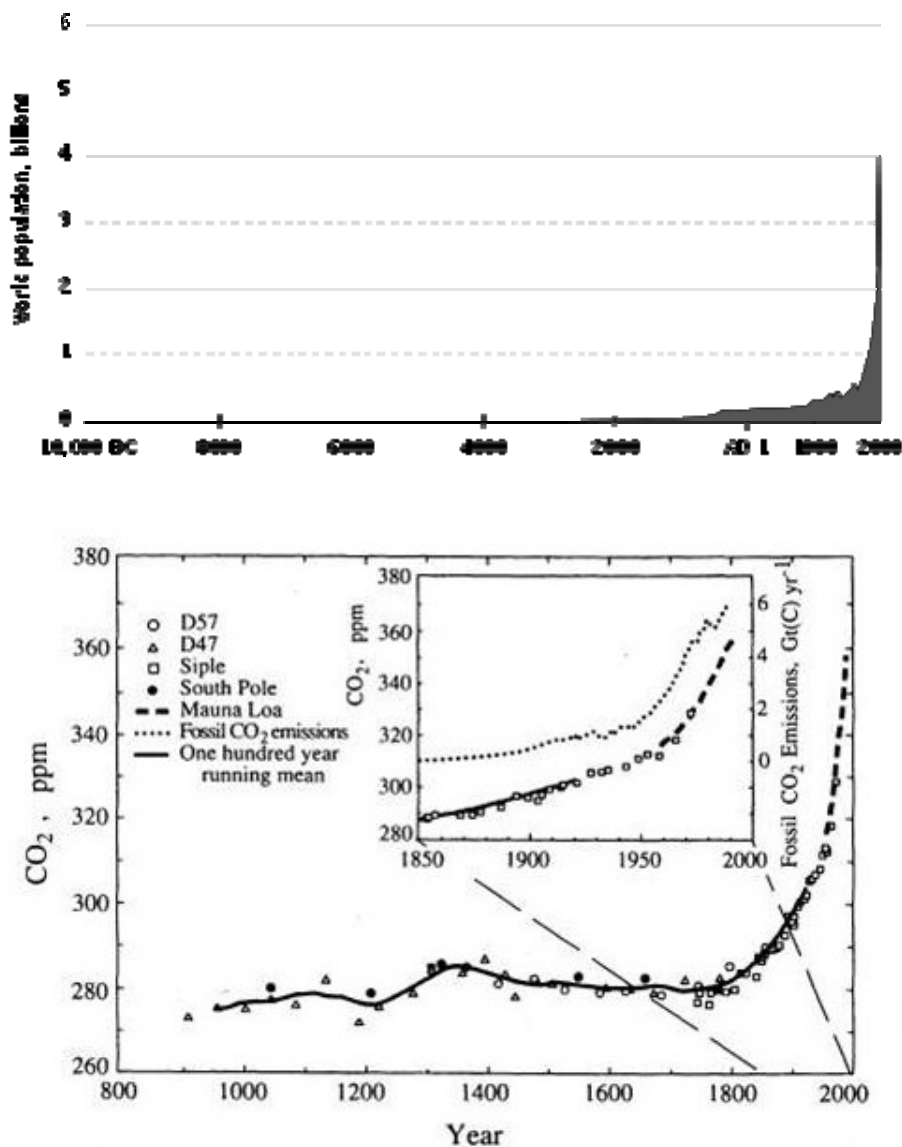 6
5
World population, billions
4
3
2
1
0
10,000 BC 8000 6000 4000 2000 AD 1 1000 2000
380
360
340
320
300
280
260
CO₂, ppm
D57
D47
Siple
South Pole
Mauna Loa
Fossil CO₂ emissions
One hundred year
running mean
380
360
340
320
300
280
CO₂, ppm
6
4
2
0
Fossil CO₂ Emissions, Gt(C) yr⁻¹
1850 1900 1950 2000
800 1000 1200 1400 1600 1800 2000
Year